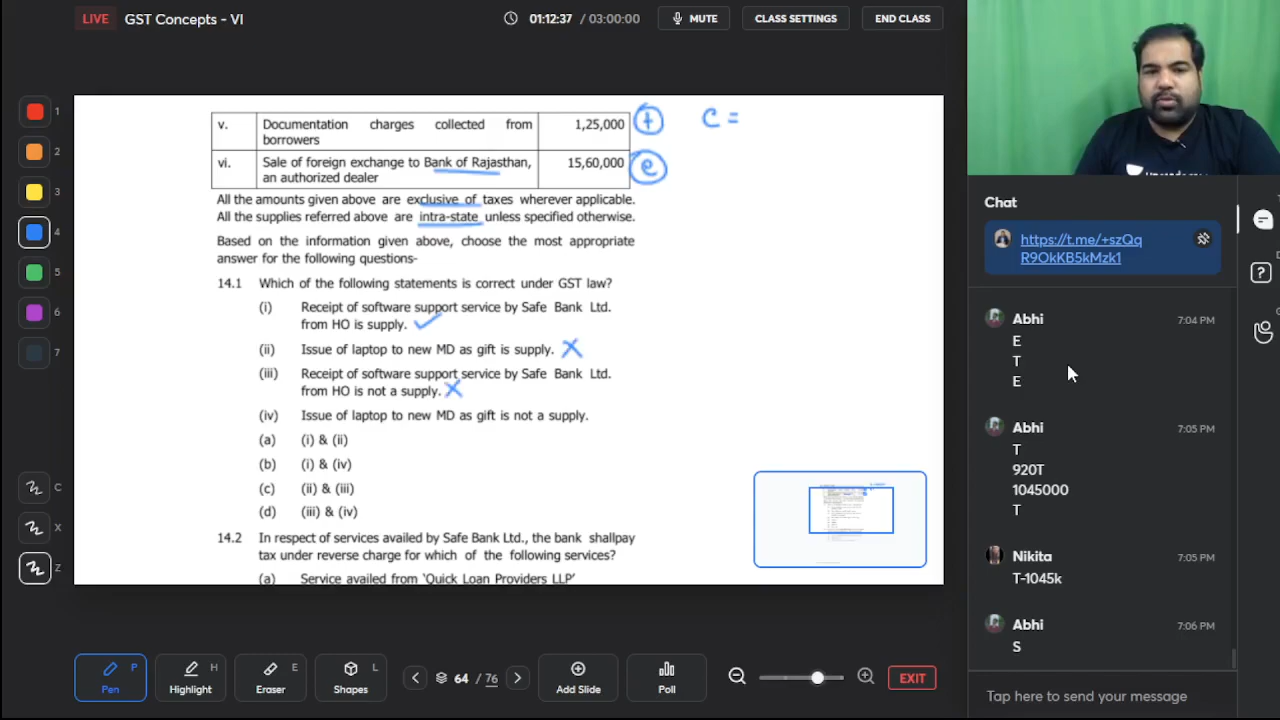 LIVE GST Concepts - VI 01:12:37 / 03:00:00 MUTE CLASS SETTINGS END CLASS
1
2
3
4
5
6
7
C
X
Z
v. Documentation charges collected from 1,25,000 t C =
borrowers
vi. Sale of foreign exchange to Bank of Rajasthan, 15,60,000 e
an authorized dealer
All the amounts given above are exclusive of taxes wherever applicable.
All the supplies referred above are intra-state unless specified otherwise.
Based on the information given above, choose the most appropriate
answer for the following questions-
14.1 Which of the following statements is correct under GST law?
(i) Receipt of software support service by Safe Bank Ltd.
from HO is supply.
(ii) Issue of laptop to new MD as gift is supply.
(iii) Receipt of software support service by Safe Bank Ltd.
from HO is not a supply.
(iv) Issue of laptop to new MD as gift is not a supply.
(a) (i) & (ii)
(b) (i) & (iv)
(c) (ii) & (iii)
(d) (iii) & (iv)
14.2 In respect of services availed by Safe Bank Ltd., the bank shallpay
tax under reverse charge for which of the following services?
(a) Service availed from 'Quick Loan Providers LLP'
Pen P
Highlight H
Eraser E
Shapes L
64 / 76
Add Slide
Poll
EXIT
Chat
https://t.me/+szQq
R9OkKB5kMzk1
Abhi 7:04 PM
E
T
E
Abhi 7:05 PM
T
920T
1045000
T
Nikita 7:05 PM
T-1045k
Abhi 7:06 PM
S
Tap here to send your message